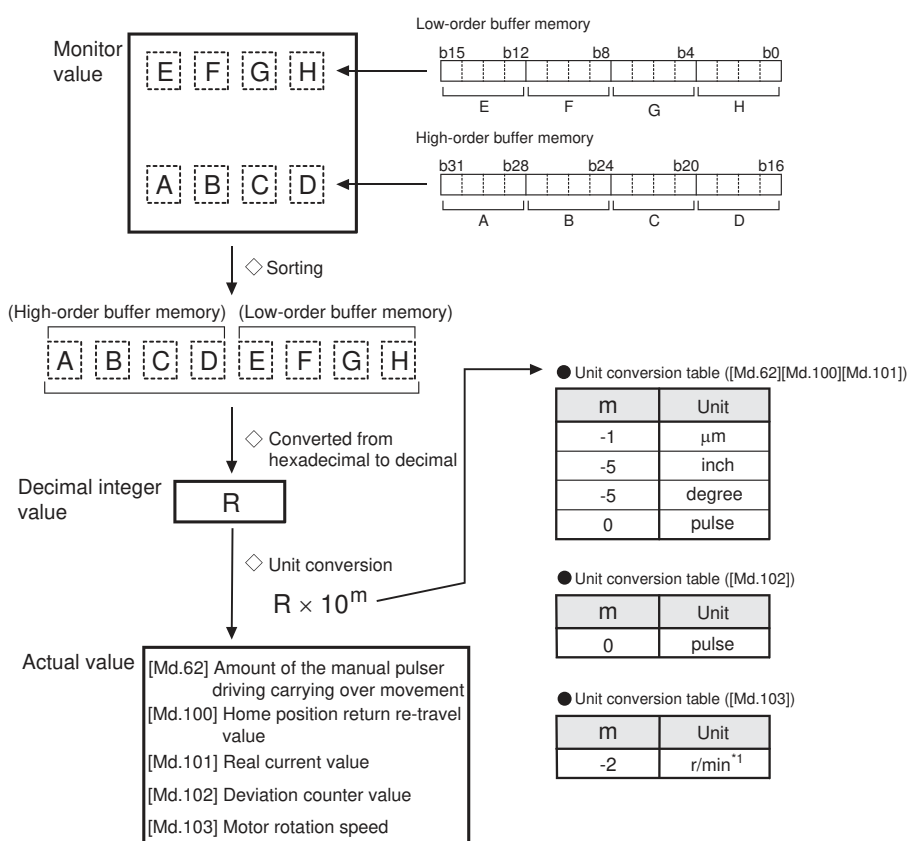 Low-order buffer memory
Monitor value
b15 b12 b8 b4 b0
E F G H
E F G H
High-order buffer memory
b31 b28 b24 b20 b16
A B C D
A B C D
◇ Sorting
(High-order buffer memory) (Low-order buffer memory)
A B C D E F G H
◇ Converted from
hexadecimal to decimal
Decimal integer
value
R
◇ Unit conversion
R × 10^m
● Unit conversion table ([Md.62][Md.100][Md.101])
m Unit
-1 μm
-5 inch
-5 degree
0 pulse
● Unit conversion table ([Md.102])
m Unit
0 pulse
● Unit conversion table ([Md.103])
m Unit
-2 r/min*1
Actual value
[Md.62] Amount of the manual pulser
driving carrying over movement
[Md.100] Home position return re-travel
value
[Md.101] Real current value
[Md.102] Deviation counter value
[Md.103] Motor rotation speed